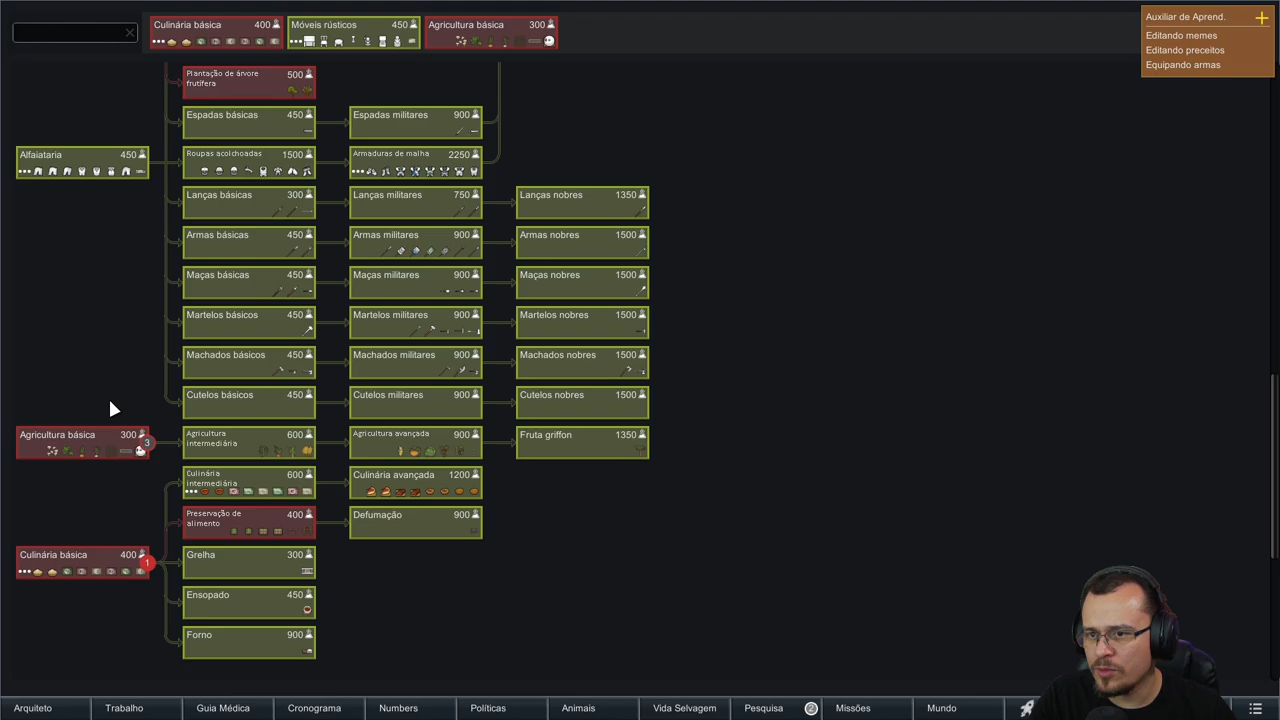 Culinária básica 400
Móveis rústicos 450
Agricultura básica 300
Auxiliar de Aprend.
Editando memes
Editando preceitos
Equipando armas
Plantação de árvore frutífera 500
Espadas básicas 450
Espadas militares 900
Alfaiataria 450
Roupas acolchoadas 1500
Armaduras de malha 2250
Lanças básicas 300
Lanças militares 750
Lanças nobres 1350
Armas básicas 450
Armas militares 900
Armas nobres 1500
Maças básicas 450
Maças militares 900
Maças nobres 1500
Martelos básicos 450
Martelos militares 900
Martelos nobres 1500
Machados básicos 450
Machados militares 900
Machados nobres 1500
Cutelos básicos 450
Cutelos militares 900
Cutelos nobres 1500
Agricultura básica 300
3
Agricultura intermediária 600
Agricultura avançada 900
Fruta griffon 1350
Culinária intermediária 600
Culinária avançada 1200
Preservação de alimento 400
Defumação 900
Culinária básica 400
1
Grelha 300
Ensopado 450
Forno 900
Arquiteto
Trabalho
Guia Médica
Cronograma
Numbers
Políticas
Animais
Vida Selvagem
Pesquisa
Missões
Mundo